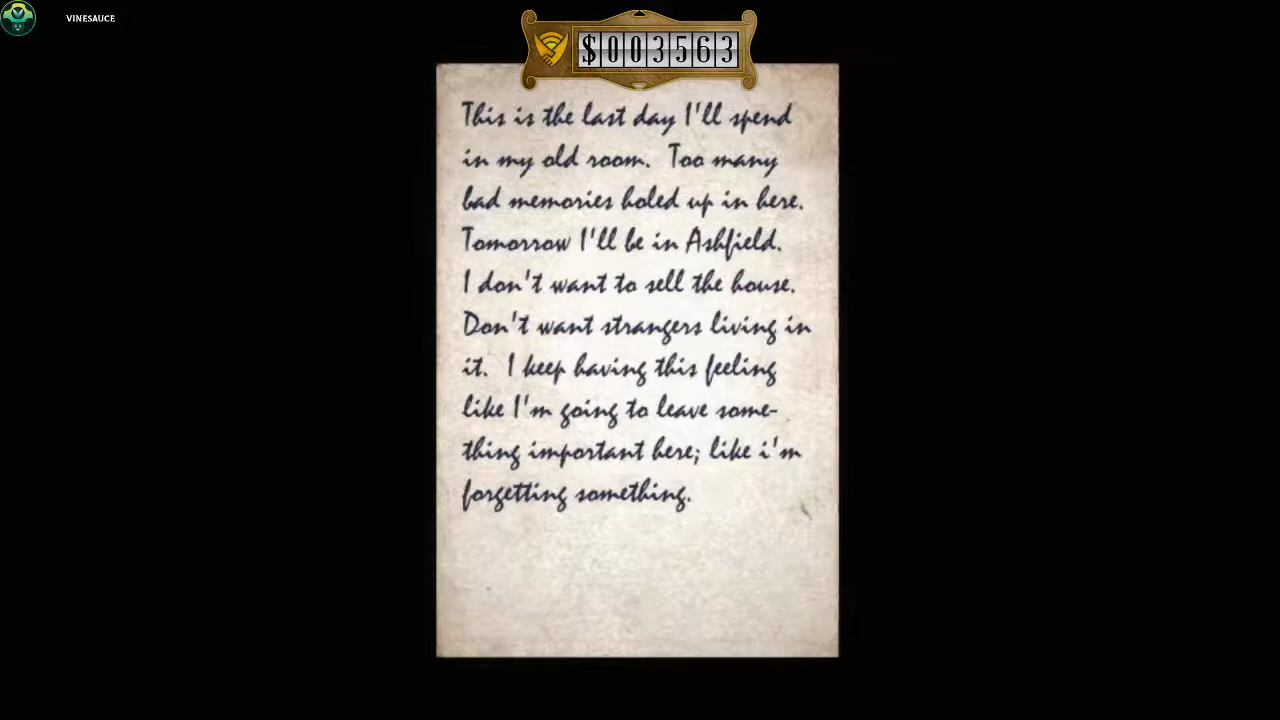 VINESAUCE
$003563
This is the last day I'll spend
in my old room.  Too many
bad memories holed up in here.
Tomorrow I'll be in Ashfield.
I don't want to sell the house.
Don't want strangers living in
it.  I keep having this feeling
like I'm going to leave some-
thing important here; like i'm
forgetting something.